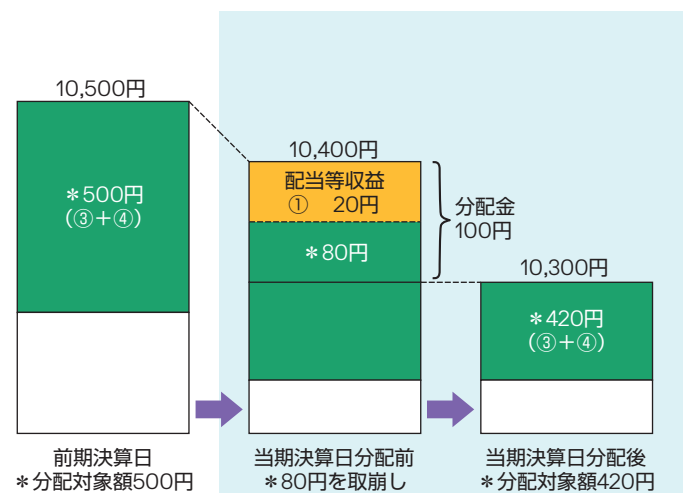 10,500円
＊500円
（③＋④）
10,400円
配当等収益
①　20円
＊80円
分配金
100円
10,300円
＊420円
（③＋④）
前期決算日
＊分配対象額500円
当期決算日分配前
＊80円を取崩し
当期決算日分配後
＊分配対象額420円